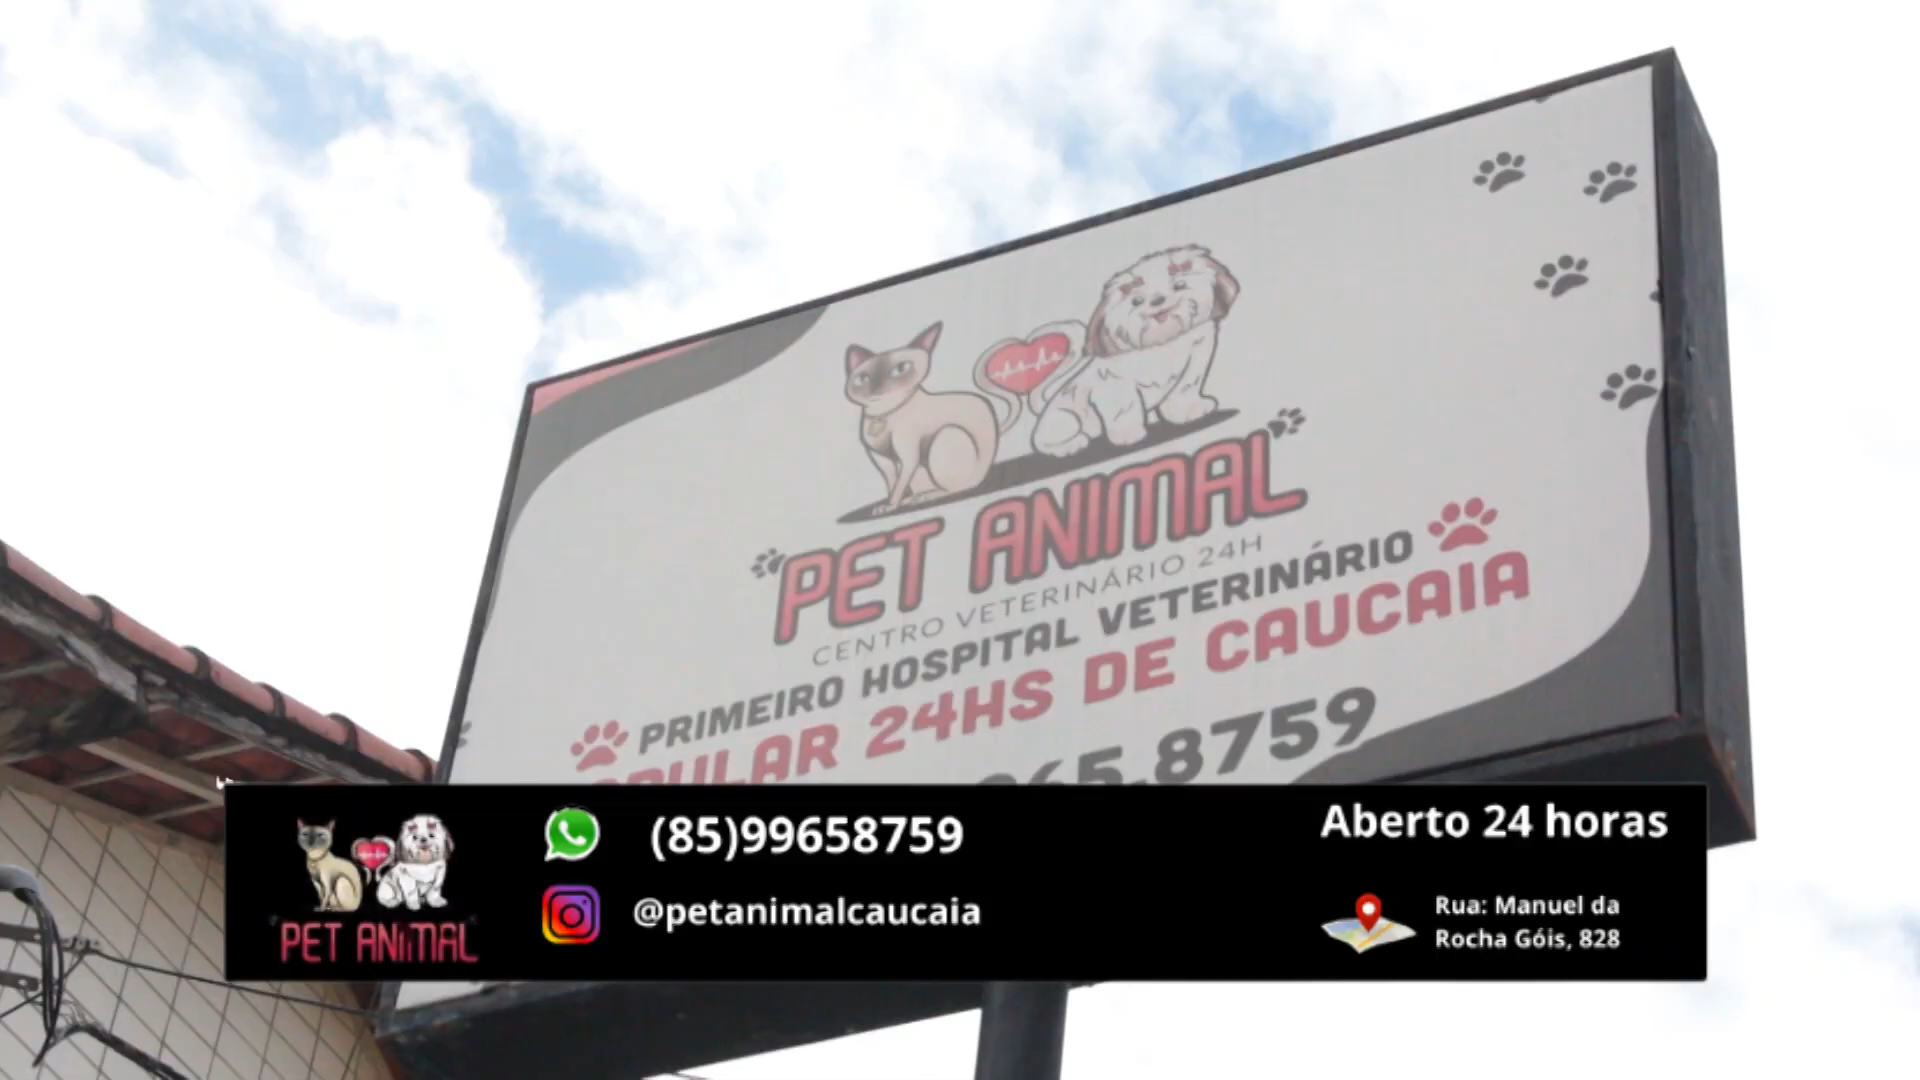 PET ANIMAL
CENTRO VETERINÁRIO 24H
PRIMEIRO HOSPITAL VETERINÁRIO
24HS DE CAUCAIA
8759
PET ANIMAL
(85)99658759
@petanimalcaucaia
Aberto 24 horas
Rua: Manuel da
Rocha Góis, 828